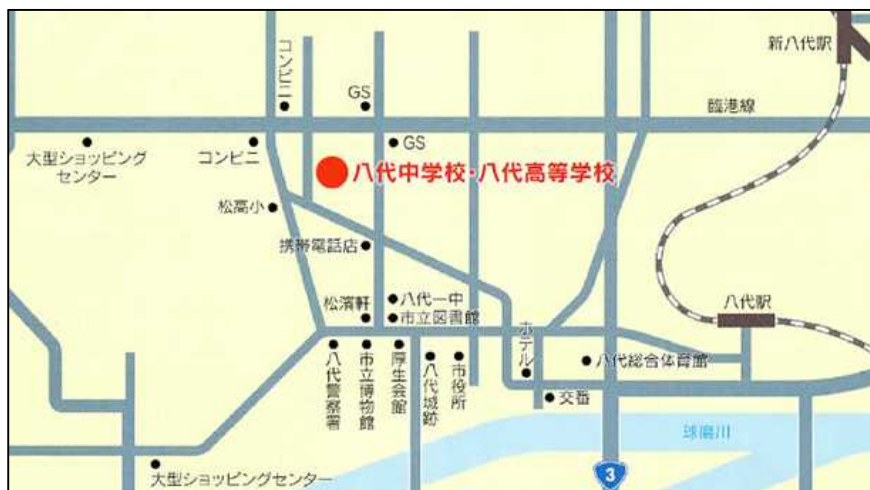 新八代駅
コンビニ
GS
臨港線
大型ショッピング
センター
コンビニ
GS
八代中学校・八代高等学校
松高小
携帯電話店
松濱軒
八代一中
市立図書館
ホテル
八代駅
八代警察署
市立博物館
厚生会館
八代城跡
市役所
八代総合体育館
交番
球磨川
大型ショッピングセンター
3